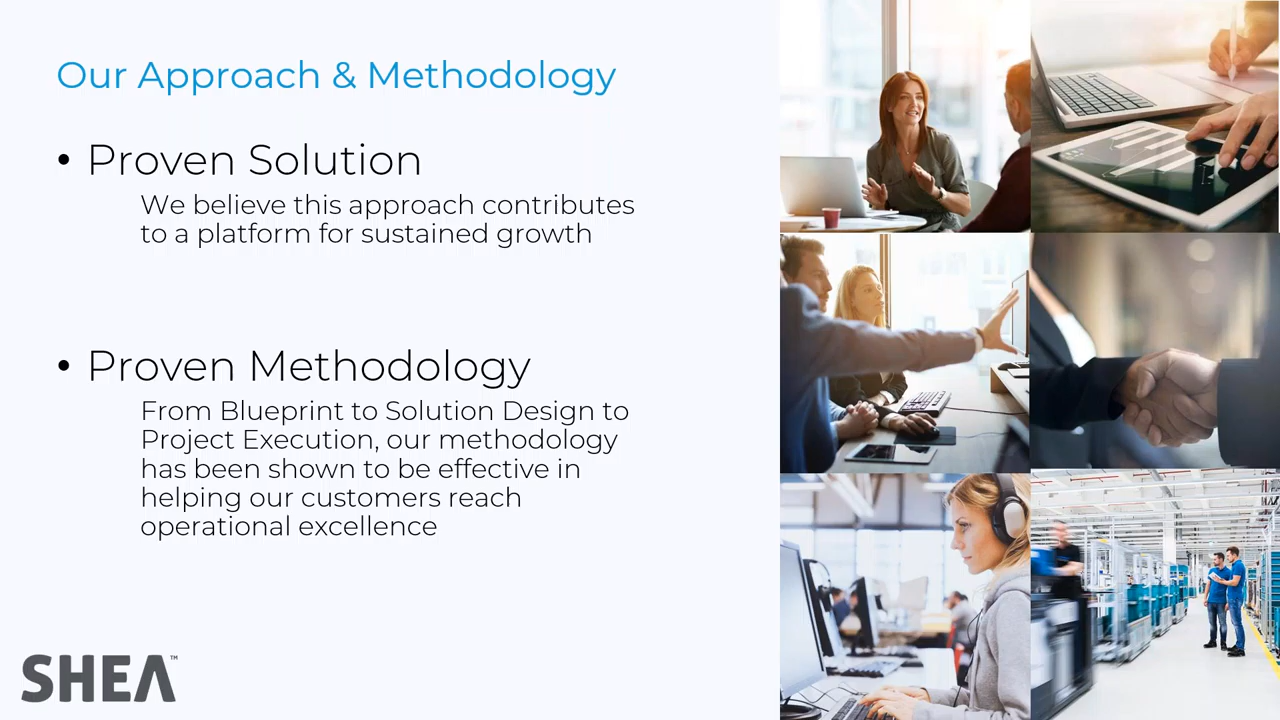 Our Approach & Methodology
• Proven Solution
We believe this approach contributes
to a platform for sustained growth
• Proven Methodology
From Blueprint to Solution Design to
Project Execution, our methodology
has been shown to be effective in
helping our customers reach
operational excellence
SHEA™